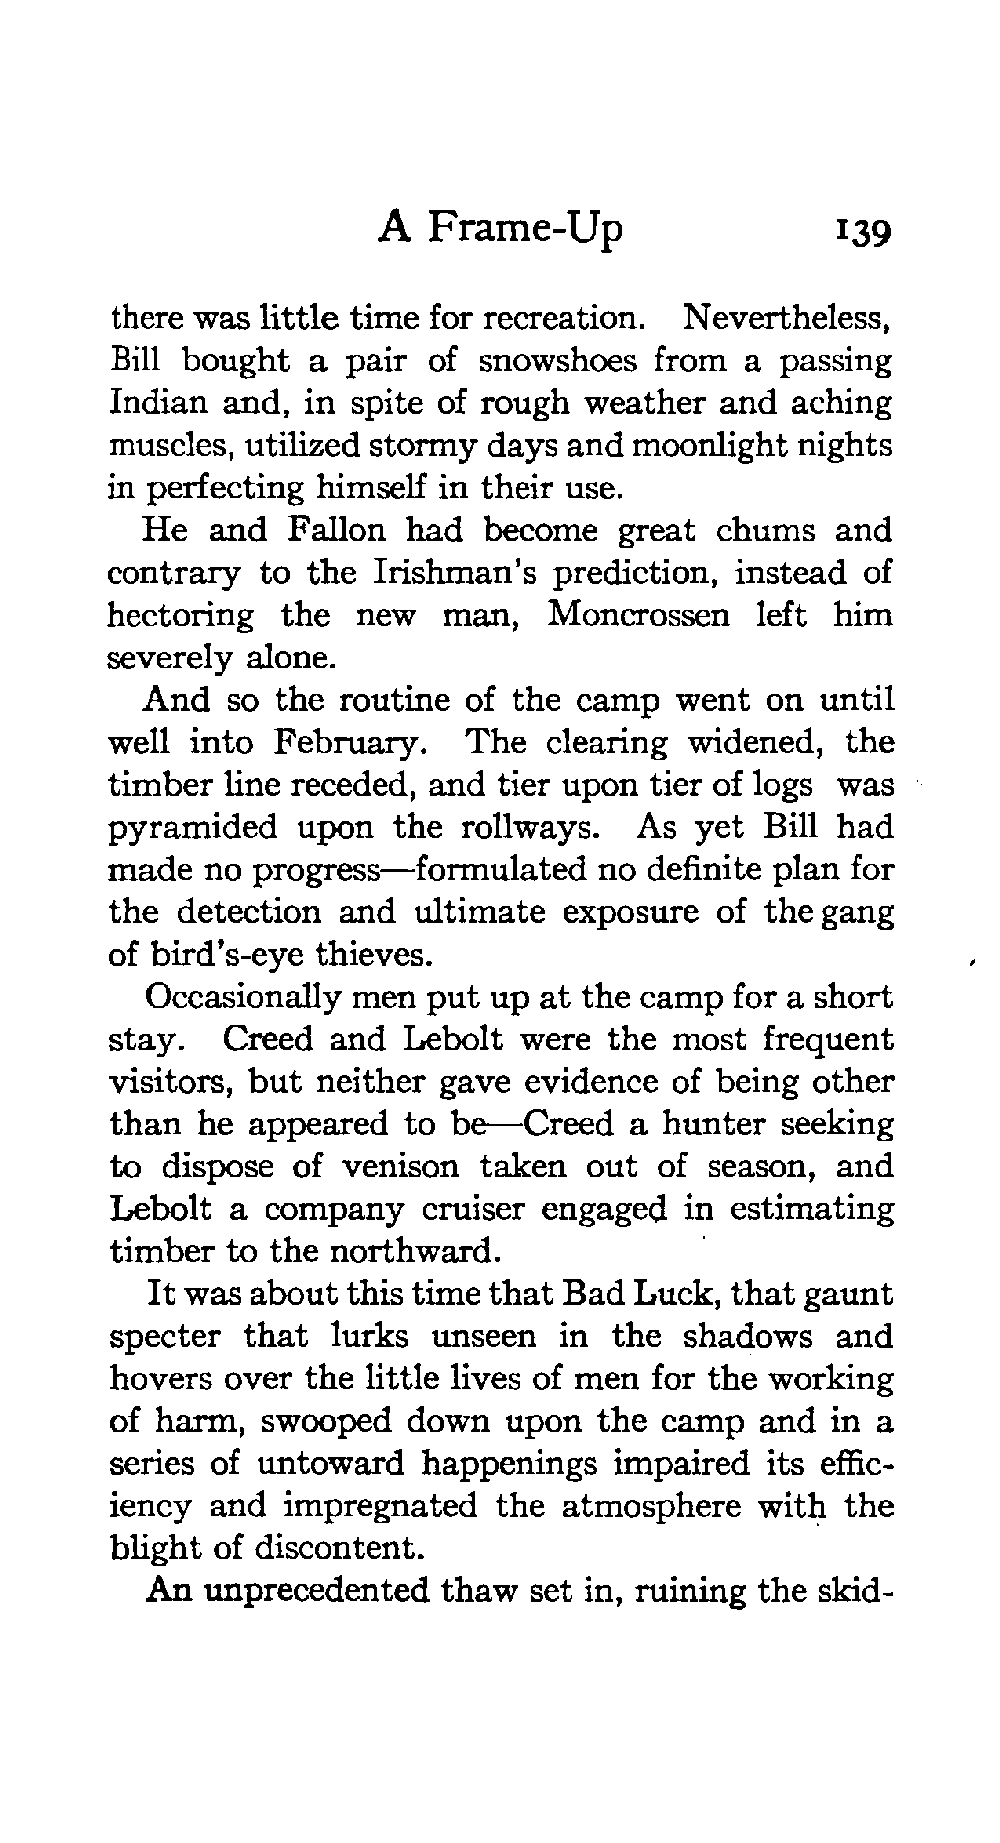 A Frame-Up 139
there was little time for recreation. Nevertheless,
Bill bought a pair of snowshoes from a passing
Indian and, in spite of rough weather and aching
muscles, utilized stormy days and moonlight nights
in perfecting himself in their use.
He and Fallon had become great chums and
contrary to the Irishman's prediction, instead of
hectoring the new man, Moncrossen left him
severely alone.
And so the routine of the camp went on until
well into February. The clearing widened, the
timber line receded, and tier upon tier of logs was
pyramided upon the rollways. As yet Bill had
made no progress—formulated no definite plan for
the detection and ultimate exposure of the gang
of bird's-eye thieves.
Occasionally men put up at the camp for a short
stay. Creed and Lebolt were the most frequent
visitors, but neither gave evidence of being other
than he appeared to be—Creed a hunter seeking
to dispose of venison taken out of season, and
Lebolt a company cruiser engaged in estimating
timber to the northward.
It was about this time that Bad Luck, that gaunt
specter that lurks unseen in the shadows and
hovers over the little lives of men for the working
of harm, swooped down upon the camp and in a
series of untoward happenings impaired its effic-
iency and impregnated the atmosphere with the
blight of discontent.
An unprecedented thaw set in, ruining the skid-